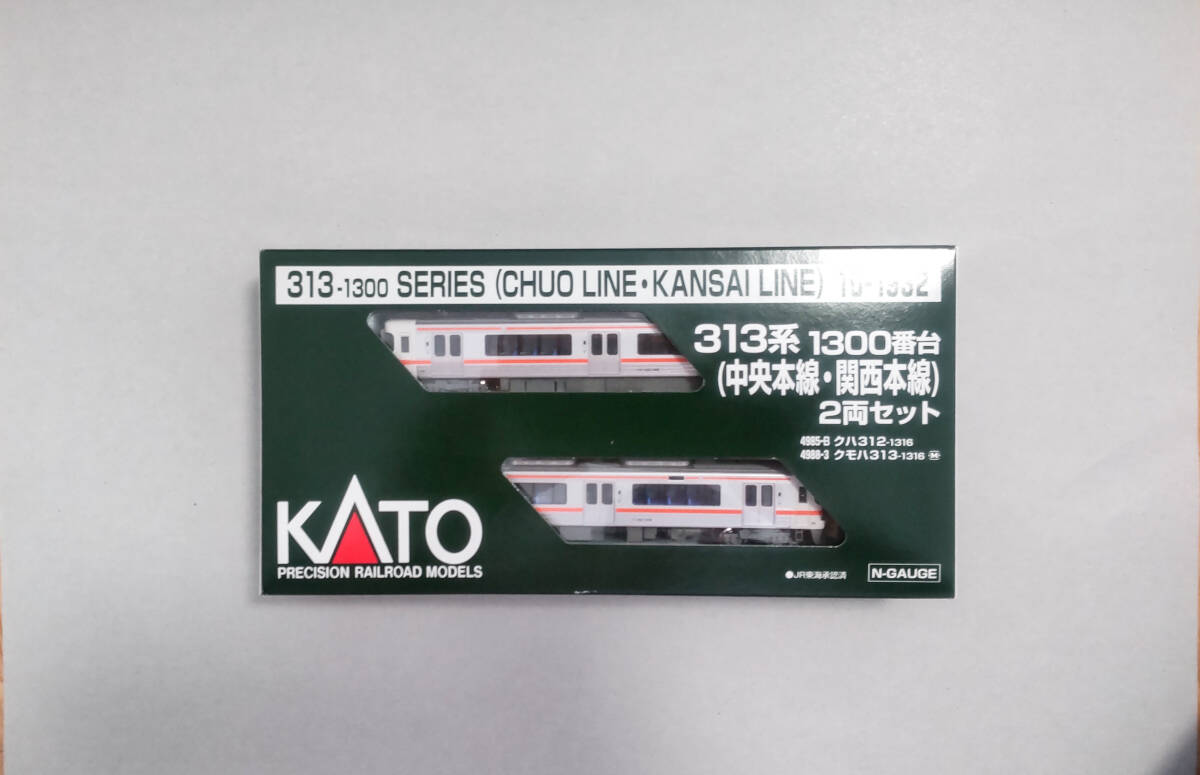 313-1300 SERIES (CHUO LINE・KANSAI LINE)
313系 1300番台
(中央本線・関西本線)
2両セット
4985-B クハ312-1316
4988-3 クモハ313-1316 M
KATO
PRECISION RAILROAD MODELS
●JR東海承認済
N-GAUGE